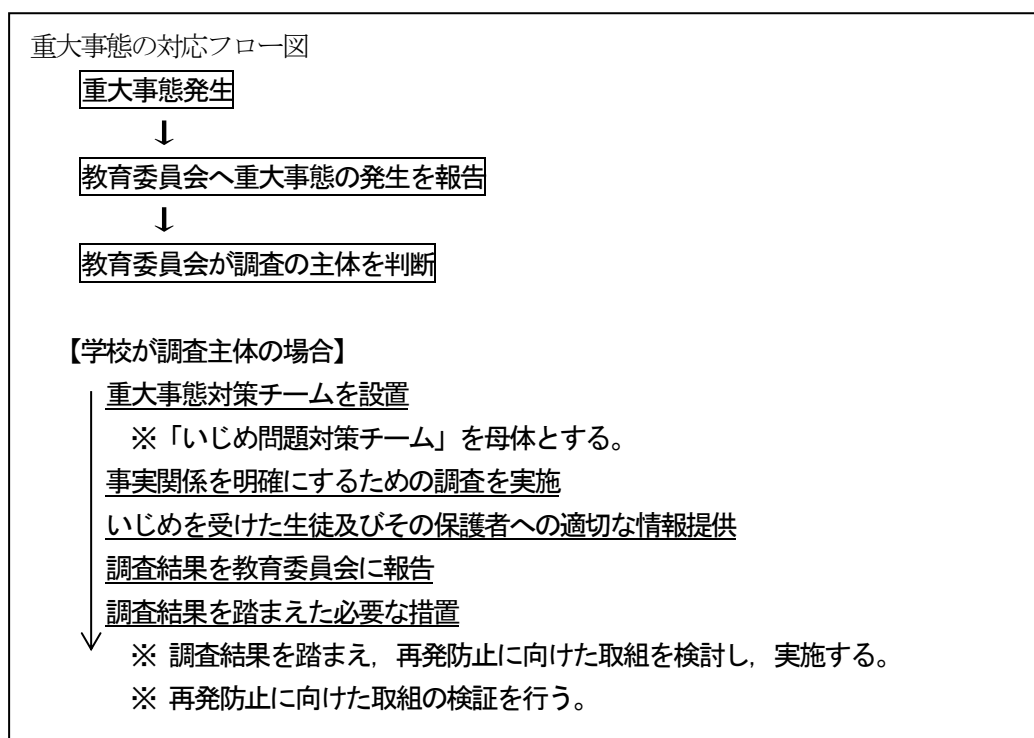 重大事態の対応フロー図
重大事態発生
↓
教育委員会へ重大事態の発生を報告
↓
教育委員会が調査の主体を判断
【学校が調査主体の場合】
重大事態対策チームを設置
※「いじめ問題対策チーム」を母体とする。
事実関係を明確にするための調査を実施
いじめを受けた生徒及びその保護者への適切な情報提供
調査結果を教育委員会に報告
調査結果を踏まえた必要な措置
※ 調査結果を踏まえ，再発防止に向けた取組を検討し，実施する。
※ 再発防止に向けた取組の検証を行う。